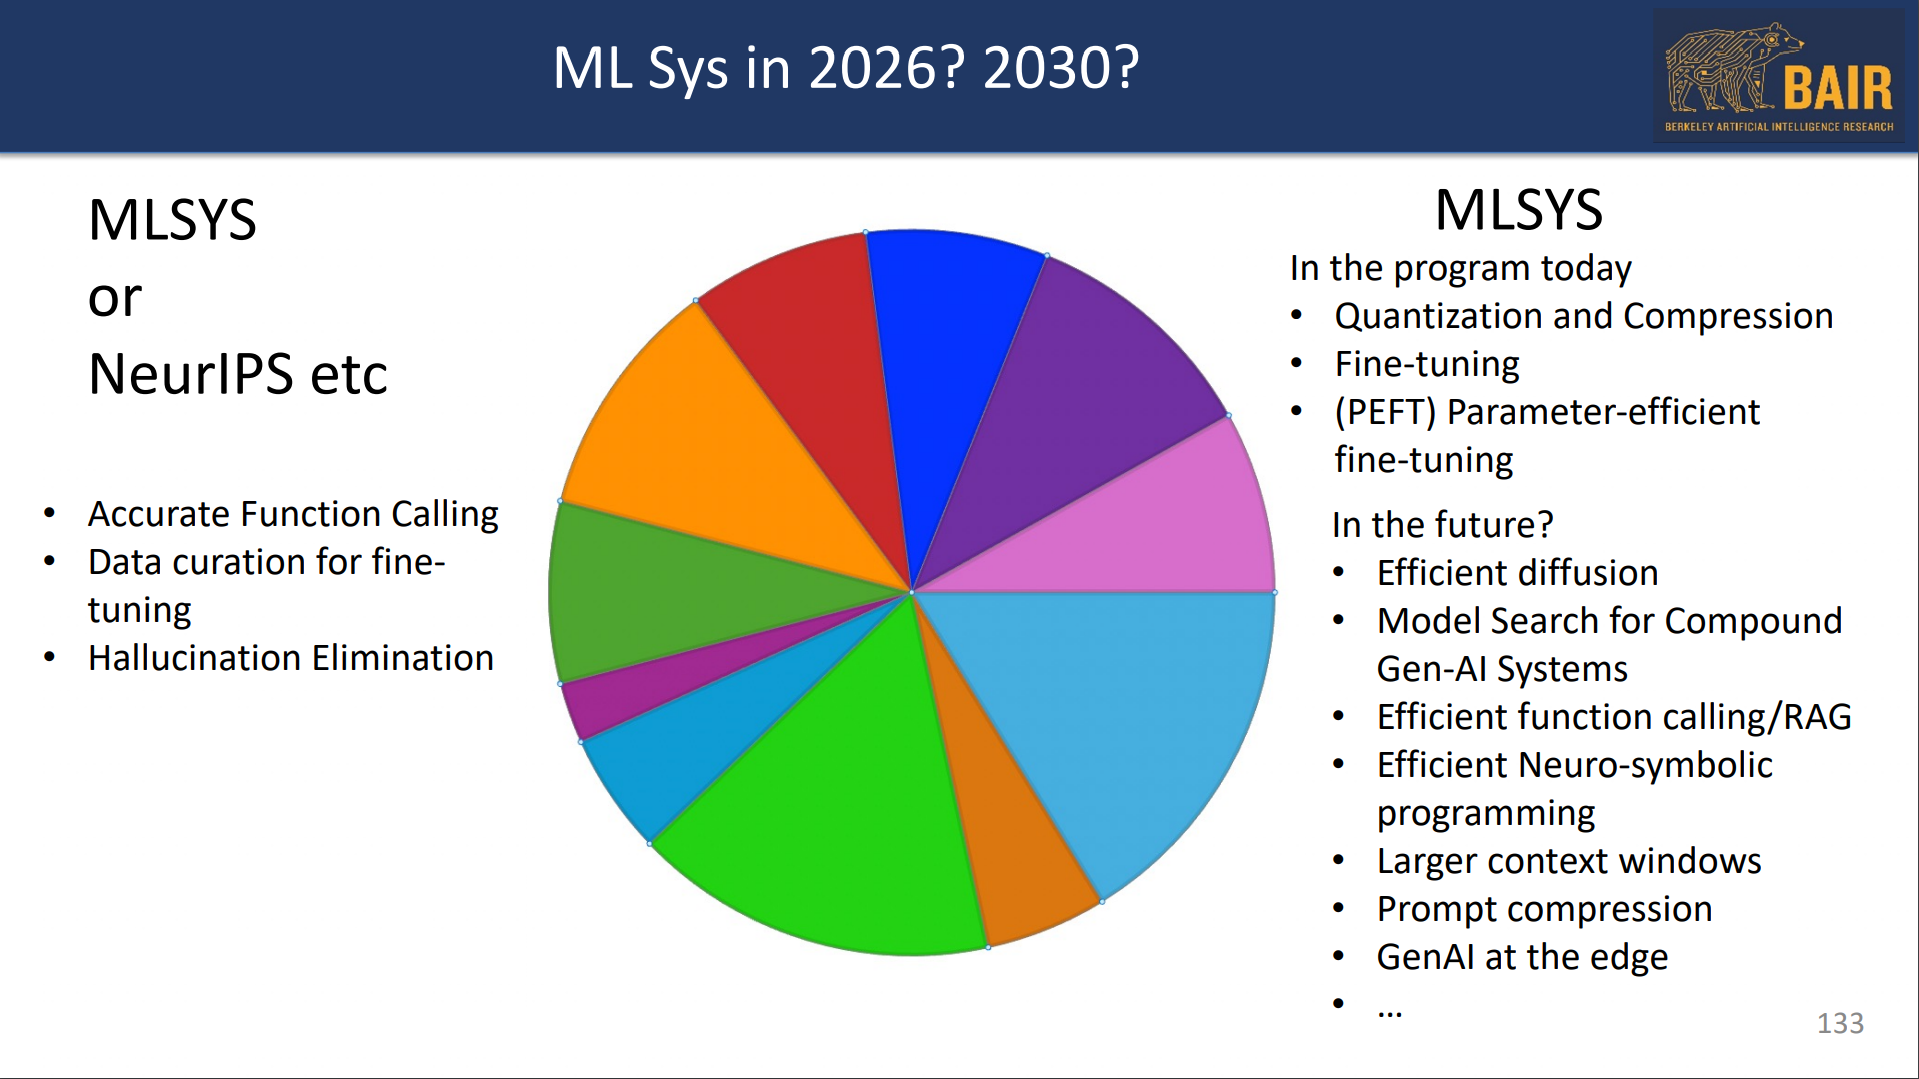 ML Sys in 2026? 2030?
BAIR
BERKELEY ARTIFICIAL INTELLIGENCE RESEARCH
MLSYS
or
NeurIPS etc
• Accurate Function Calling
• Data curation for fine-
tuning
• Hallucination Elimination
MLSYS
In the program today
• Quantization and Compression
• Fine-tuning
• (PEFT) Parameter-efficient
fine-tuning
In the future?
• Efficient diffusion
• Model Search for Compound
Gen-AI Systems
• Efficient function calling/RAG
• Efficient Neuro-symbolic
programming
• Larger context windows
• Prompt compression
• GenAI at the edge
• ...
133